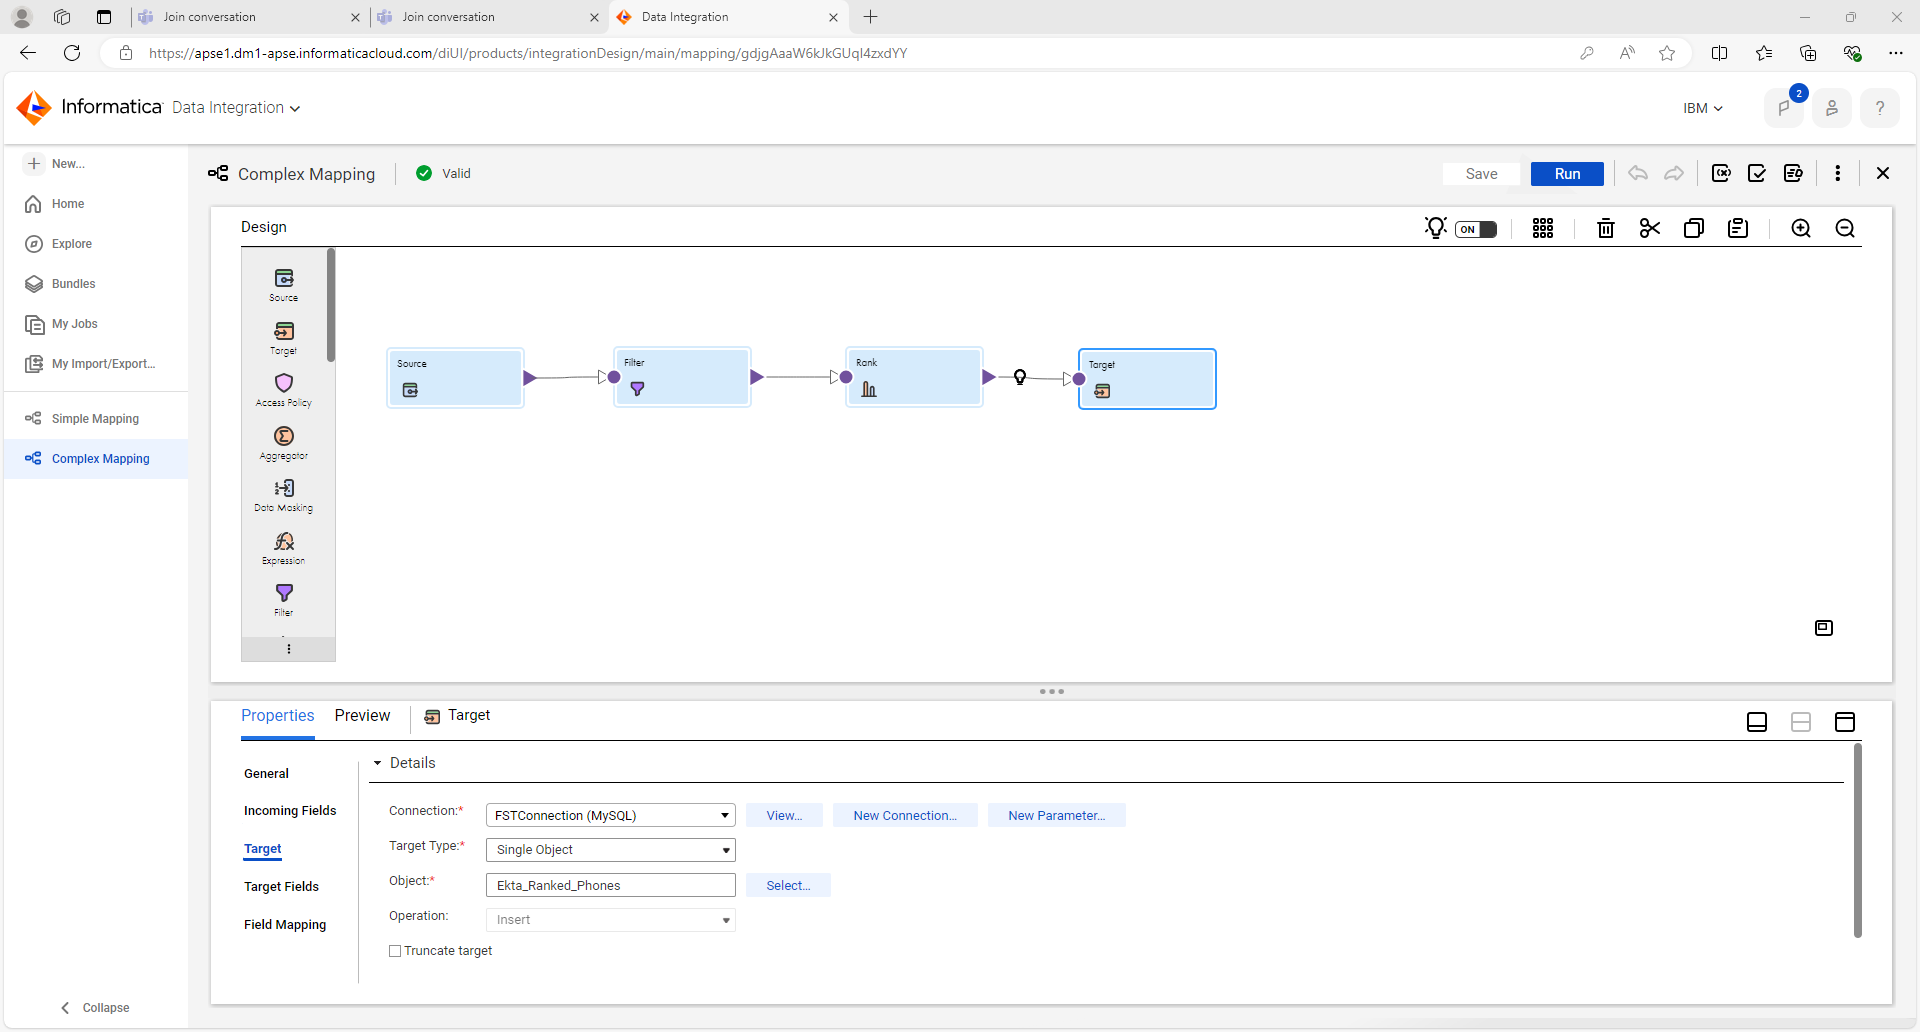 Join conversation
Join conversation
Data Integration
https://apse1.dm1-apse.informaticacloud.com/diUI/products/integrationDesign/main/mapping/gdjgAaaW6kJkGUqI4zxdYY
Informatica Data Integration
IBM
2
?
New...
Home
Explore
Bundles
My Jobs
My Import/Export...
Simple Mapping
Complex Mapping
Collapse
Complex Mapping
Valid
Save
Run
Design
ON
Source
Target
Access Policy
Aggregator
Data Masking
Expression
Filter
Source
Filter
Rank
Target
Properties
Preview
Target
General
Incoming Fields
Target
Target Fields
Field Mapping
Details
Connection:*
FSTConnection (MySQL)
View...
New Connection...
New Parameter...
Target Type:*
Single Object
Object:*
Ekta_Ranked_Phones
Select...
Operation:
Insert
Truncate target